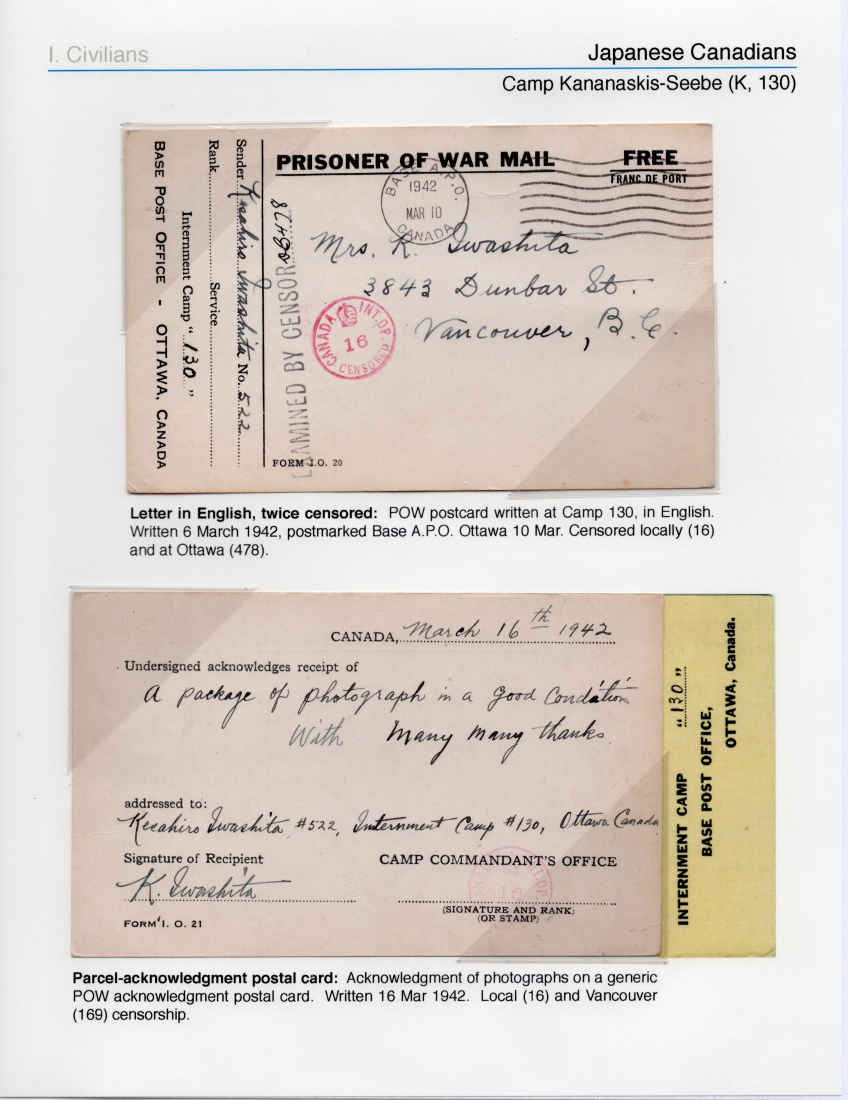 I. Civilians
Japanese Canadians
Camp Kananaskis-Seebe (K, 130)
PRISONER OF WAR MAIL
FREE
FRANC DE PORT
BASE A.P.O.
1942
MAR 10
CANADA
Mrs. K. Iwashita
3843 Dunbar St.
Vancouver, B.C.
CANADA INT.OP.
16
CENSORED
EXAMINED BY CENSOR
FORM I.O. 20
Sender Kesahiro Iwashita No. 522
Rank Service
Internment Camp "130"
BASE POST OFFICE - OTTAWA, CANADA
Letter in English, twice censored: POW postcard written at Camp 130, in English.
Written 6 March 1942, postmarked Base A.P.O. Ottawa 10 Mar. Censored locally (16)
and at Ottawa (478).
CANADA, March 16th 1942
Undersigned acknowledges receipt of
A package of photograph in a good Condition
With Many Many thanks.
addressed to:
Kesahiro Iwashita #522, Internment Camp #130, Ottawa Canada
Signature of Recipient
CAMP COMMANDANT'S OFFICE
K. Iwashita
16
(SIGNATURE AND RANK)
(OR STAMP)
FORM I. O. 21
INTERNMENT CAMP "130"
BASE POST OFFICE,
OTTAWA, Canada.
Parcel-acknowledgment postal card: Acknowledgment of photographs on a generic
POW acknowledgment postal card. Written 16 Mar 1942. Local (16) and Vancouver
(169) censorship.